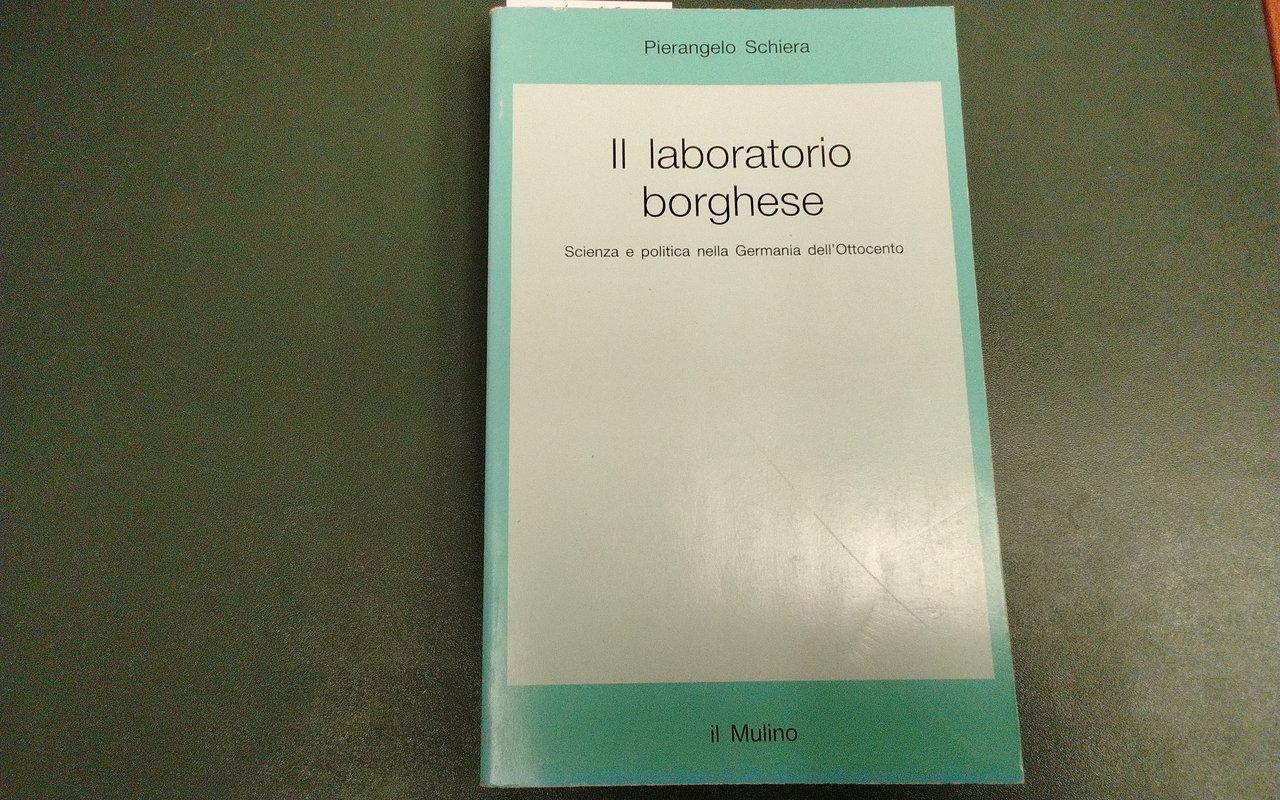 Pierangelo Schiera
Il laboratorio
borghese
Scienza e politica nella Germania dell'Ottocento
il Mulino